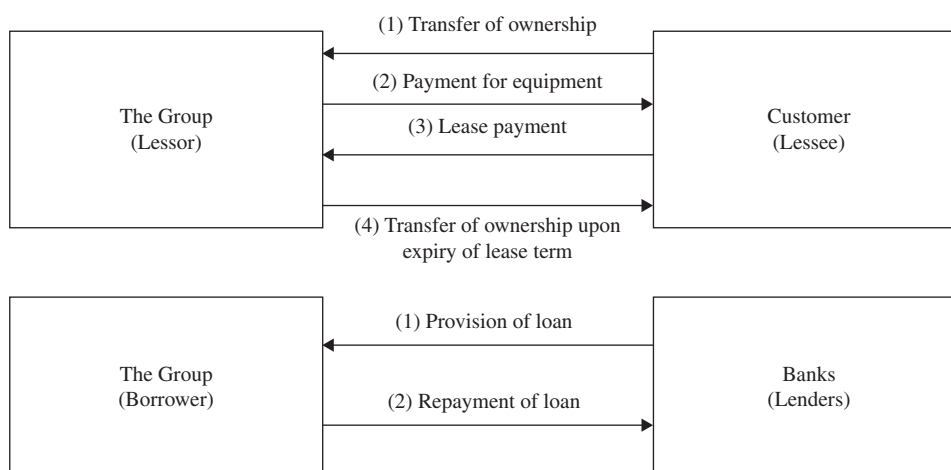 (1) Transfer of ownership
(2) Payment for equipment
The Group
(Lessor)
Customer
(Lessee)
(3) Lease payment
(4) Transfer of ownership upon
expiry of lease term
(1) Provision of loan
The Group
(Borrower)
Banks
(Lenders)
(2) Repayment of loan